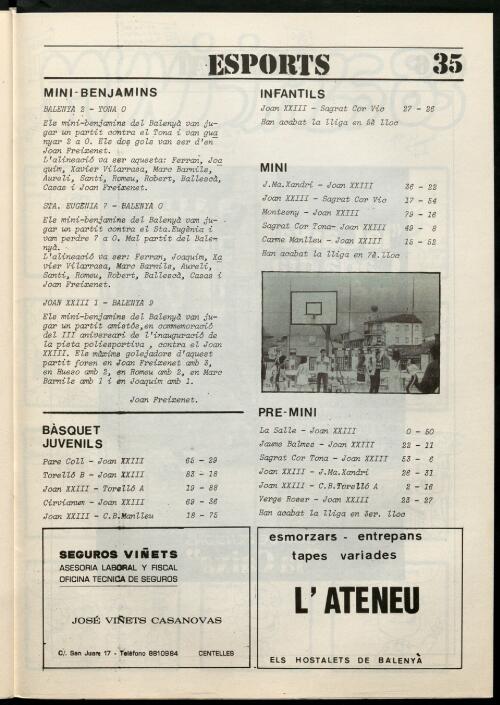 ESPORTS 35
MINI-BENJAMINS
BALENYA 2 - TONA 0
Els mini-benjamins del Balenyà van ju-
gar un partit contra el Tona i van gua
nyar 2 a 0. Els dos gols van ser d'en
Joan Freixenet.
L'alineació va ser aquesta: Ferran, Joa
quim, Xavier Vilarrasa, Marc Barnils,
Aureli, Santi, Romeu, Robert, Ballescà,
Casas i Joan Freixenet.
STA. EUGÈNIA 7 - BALENYA 0
Els mini-benjamins del Balenyà van ju-
gar un partit contra el Sta.Eugènia i
van perdre 7 a 0. Mal partit del Bale-
nyà.
L'alineació va ser: Ferran, Joaquim, Xa
vier Vilarrasa, Marc Barnils, Aureli,
Santi, Romeu, Robert, Ballescà, Casas i
Joan Freixenet.
JOAN XXIII 1 - BALENYA 9
Els mini-benjamins del Balenyà van ju-
gar un partit amistós,en commemoració
del III aniversari de l'inauguració de
la pista poliesportiva , contra el Joan
XXIII. Els màxims golejadors d'aquest
partit foren en Joan Freixenet amb 3,
en Russo amb 2, en Romeu amb 2, en Marc
Barnils amb 1 i en Joaquim amb 1.
Joan Freixenet.
BÀSQUET
JUVENILS
Pare Coll - Joan XXIII 65 - 29
Torelló B - Joan XXIII 83 - 18
Joan XXIII - Torelló A 19 - 88
Cirvianum - Joan XXIII 69 - 36
Joan XXIII - C.B.Manlleu 18 - 75
INFANTILS
Joan XXIII - Sagrat Cor Vic 27 - 26
Han acabat la lliga en 5è lloc
MINI
J.Ma.Xandri - Joan XXIII 36 - 22
Joan XXIII - Sagrat Cor Vic 17 - 54
Montseny - Joan XXIII 79 - 16
Sagrat Cor Tona- Joan XXIII 49 - 8
Carme Manlleu - Joan XXIII 15 - 52
Han acabat la lliga en 7è.lloc
PRE-MINI
La Salle - Joan XXIII 0 - 50
Jaume Balmes - Joan XXIII 22 - 11
Sagrat Cor Tona - Joan XXIII 53 - 6
Joan XXIII - J.Ma.Xandri 26 - 31
Joan XXIII - C.B.Torelló A 2 - 16
Verge Roser - Joan XXIII 23 - 27
Han acabat la lliga en 3er. lloc
SEGUROS VIÑETS
ASESORIA LABORAL Y FISCAL
OFICINA TECNICA DE SEGUROS
JOSÉ VIÑETS CASANOVAS
C/. San Juan, 17 - Teléfono 8810984 CENTELLES
esmorzars - entrepans
tapes variades
L'ATENEU
ELS HOSTALETS DE BALENYÀ